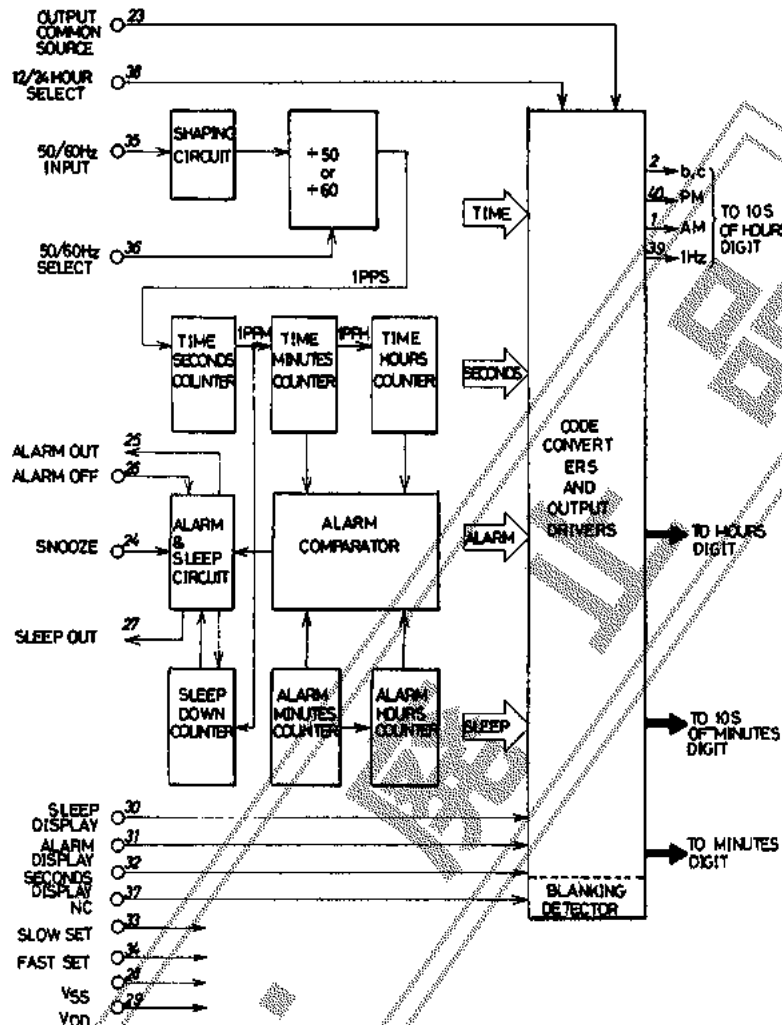 OUTPUT
COMMON
SOURCE
23
12/24HOUR
SELECT
38
50/60Hz
INPUT
35
SHAPING
CIRCUIT
÷50
or
÷60
50/60Hz
SELECT
36
1PPS
TIME
SECONDS
COUNTER
1PPM
TIME
MINUTES
COUNTER
1PPH
TIME
HOURS
COUNTER
ALARM OUT
25
ALARM OFF
26
SNOOZE
24
ALARM
&
SLEEP
CIRCUIT
ALARM
COMPARATOR
SLEEP OUT
27
SLEEP
DOWN
COUNTER
ALARM
MINUTES
COUNTER
ALARM
HOURS
COUNTER
TIME
SECONDS
ALARM
SLEEP
CODE
CONVERT
ERS
AND
OUTPUT
DRIVERS
2
b,c
40
PM
1
AM
39
1Hz
TO 10S
OF HOURS
DIGIT
TO HOURS
DIGIT
TO 10S
OF MINUTES
DIGIT
TO MINUTES
DIGIT
BLANKING
DETECTOR
SLEEP
DISPLAY
30
ALARM
DISPLAY
31
SECONDS
DISPLAY
32
NC
37
SLOW SET
33
FAST SET
34
VSS
28
VDD
29